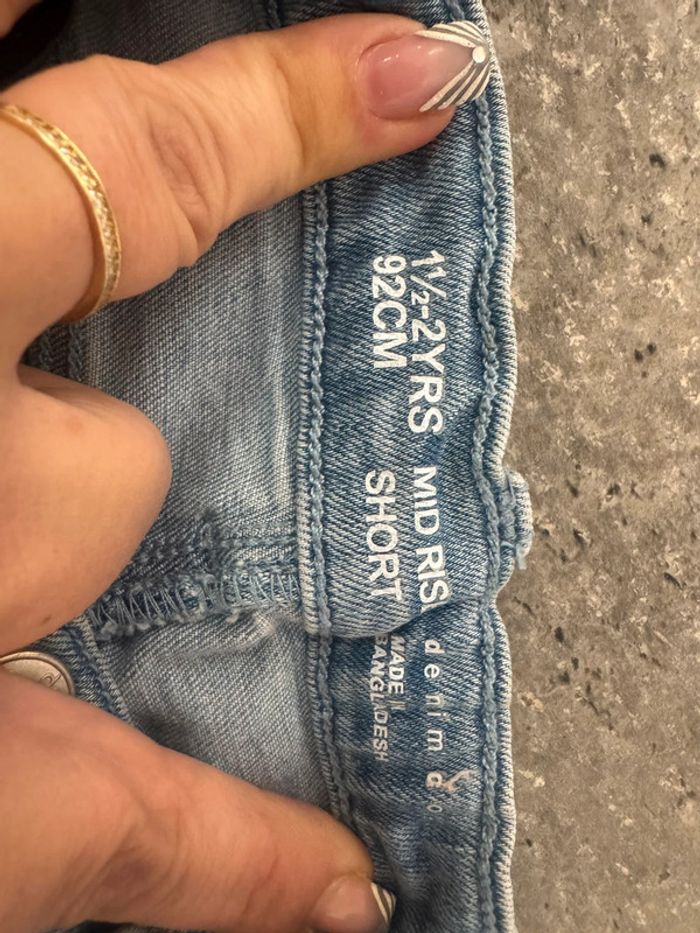 1½-2YRS
92CM
MID RIS
SHORT
denim
MADE
BANGLADESH